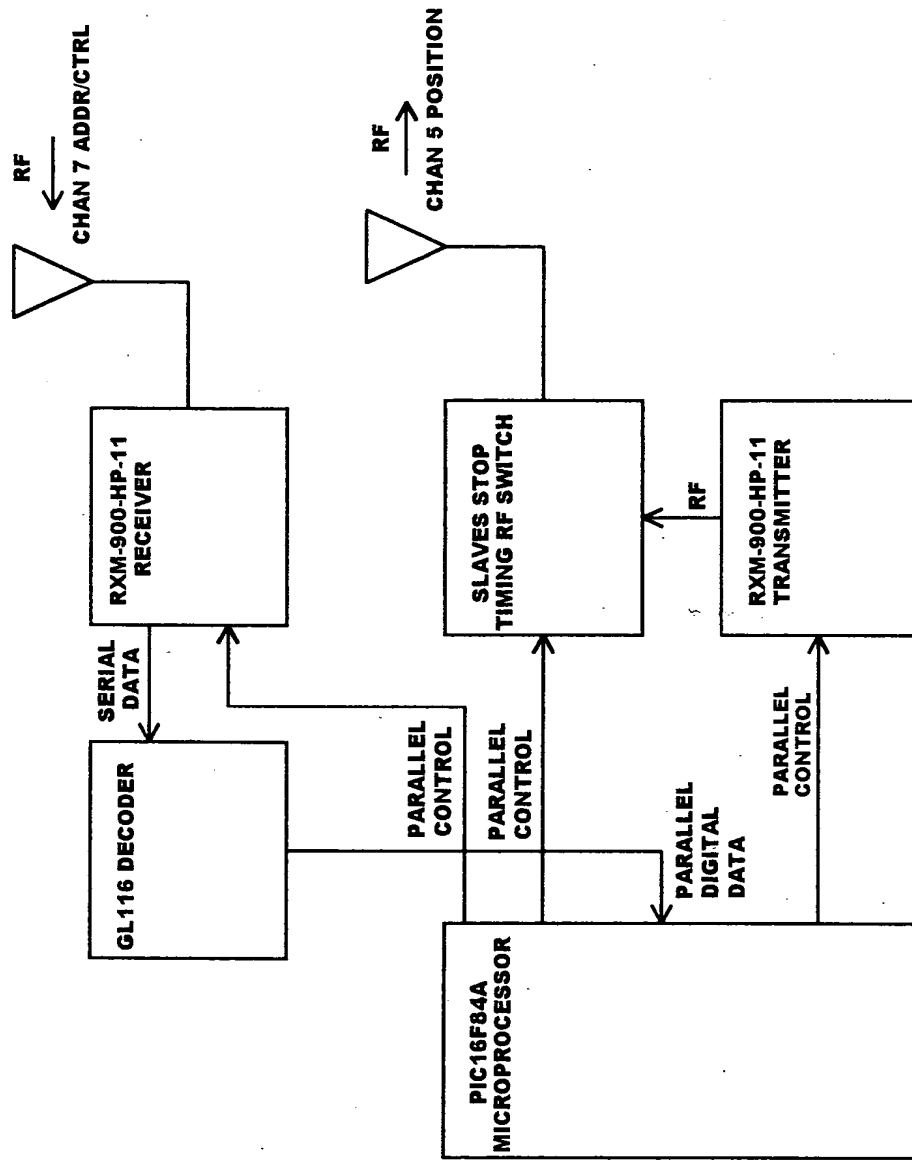 RF
CHAN 7 ADDR/CTRL
RXM-900-HP-11
RECEIVER
SERIAL
DATA
GL116 DECODER
PARALLEL
CONTROL
RF
CHAN 5 POSITION
SLAVES STOP
TIMING RF SWITCH
PARALLEL
CONTROL
RF
RXM-900-HP-11
TRANSMITTER
PARALLEL
CONTROL
PARALLEL
DIGITAL
DATA
PIC16F84A
MICROPROCESSOR